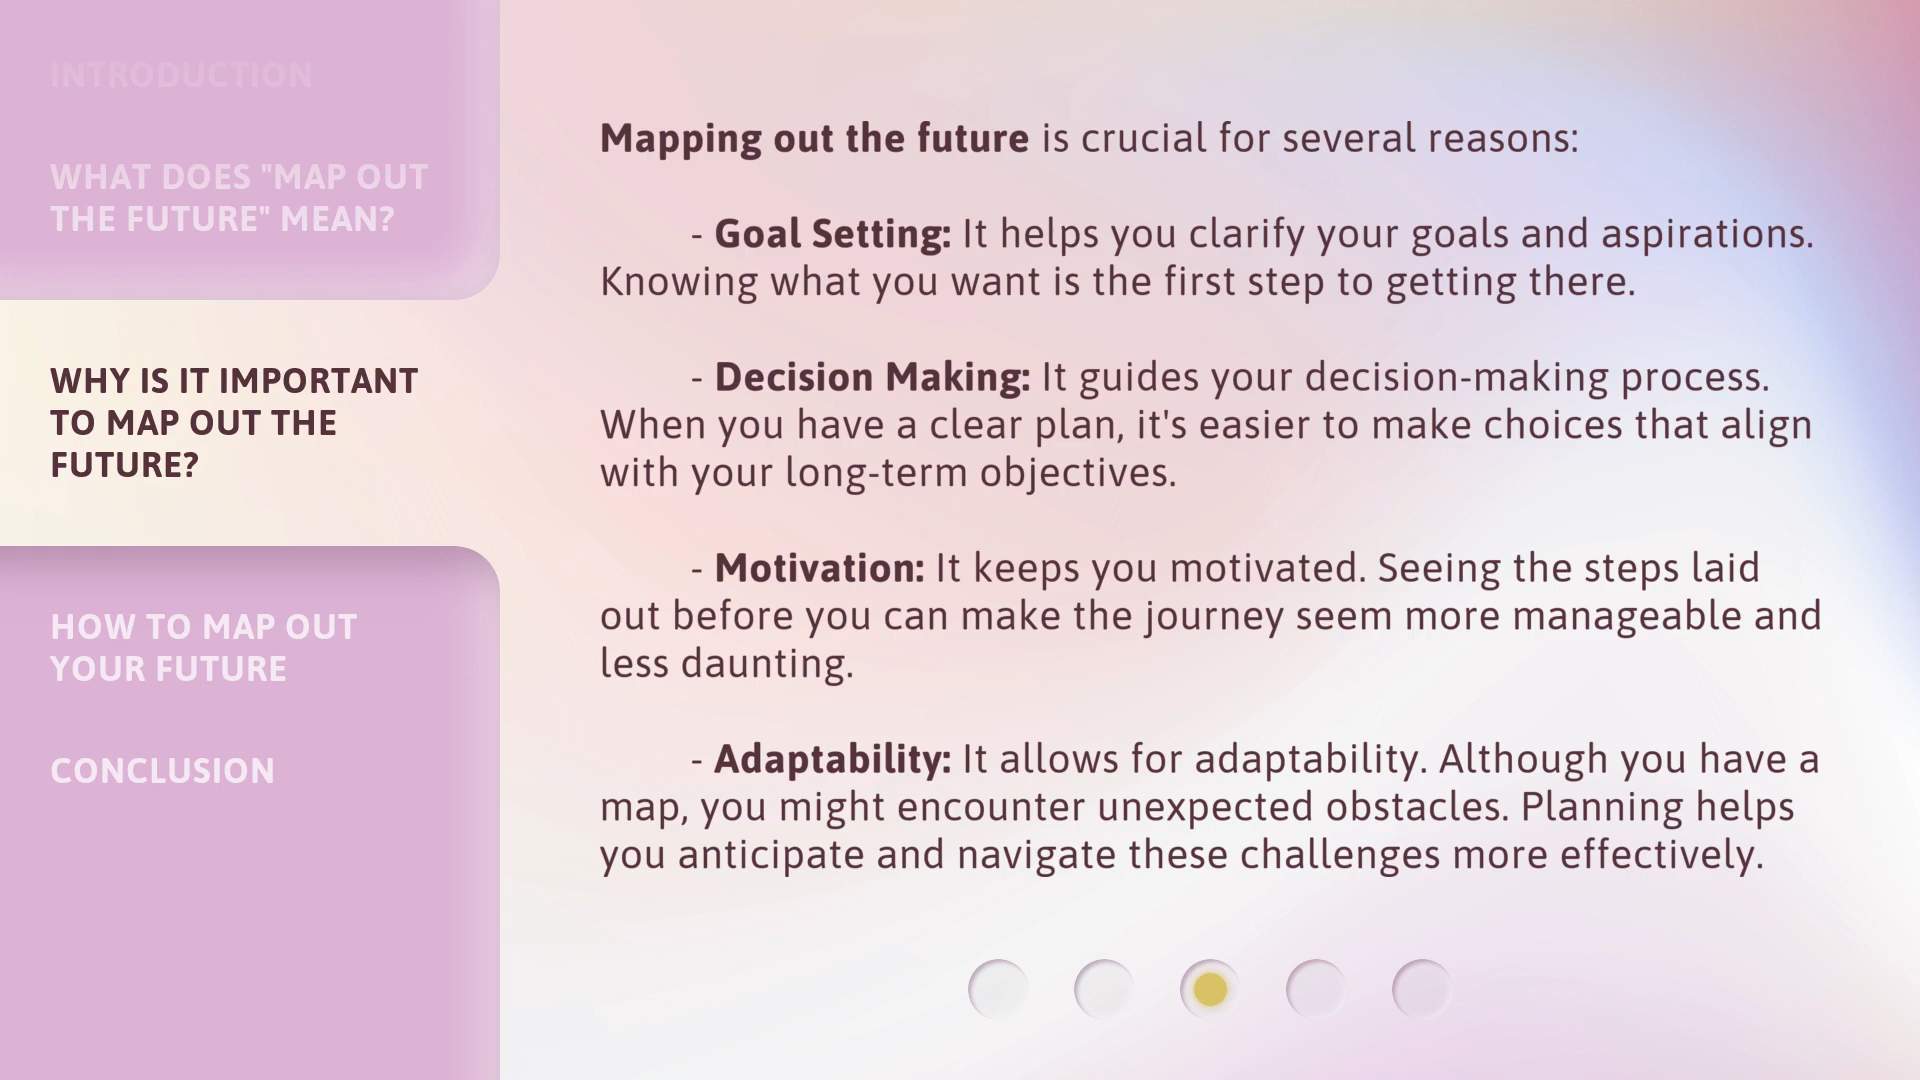 INTRODUCTION
WHAT DOES "MAP OUT
THE FUTURE" MEAN?
WHY IS IT IMPORTANT
TO MAP OUT THE
FUTURE?
HOW TO MAP OUT
YOUR FUTURE
CONCLUSION
Mapping out the future is crucial for several reasons:
- Goal Setting: It helps you clarify your goals and aspirations.
Knowing what you want is the first step to getting there.
- Decision Making: It guides your decision-making process.
When you have a clear plan, it's easier to make choices that align
with your long-term objectives.
- Motivation: It keeps you motivated. Seeing the steps laid
out before you can make the journey seem more manageable and
less daunting.
- Adaptability: It allows for adaptability. Although you have a
map, you might encounter unexpected obstacles. Planning helps
you anticipate and navigate these challenges more effectively.